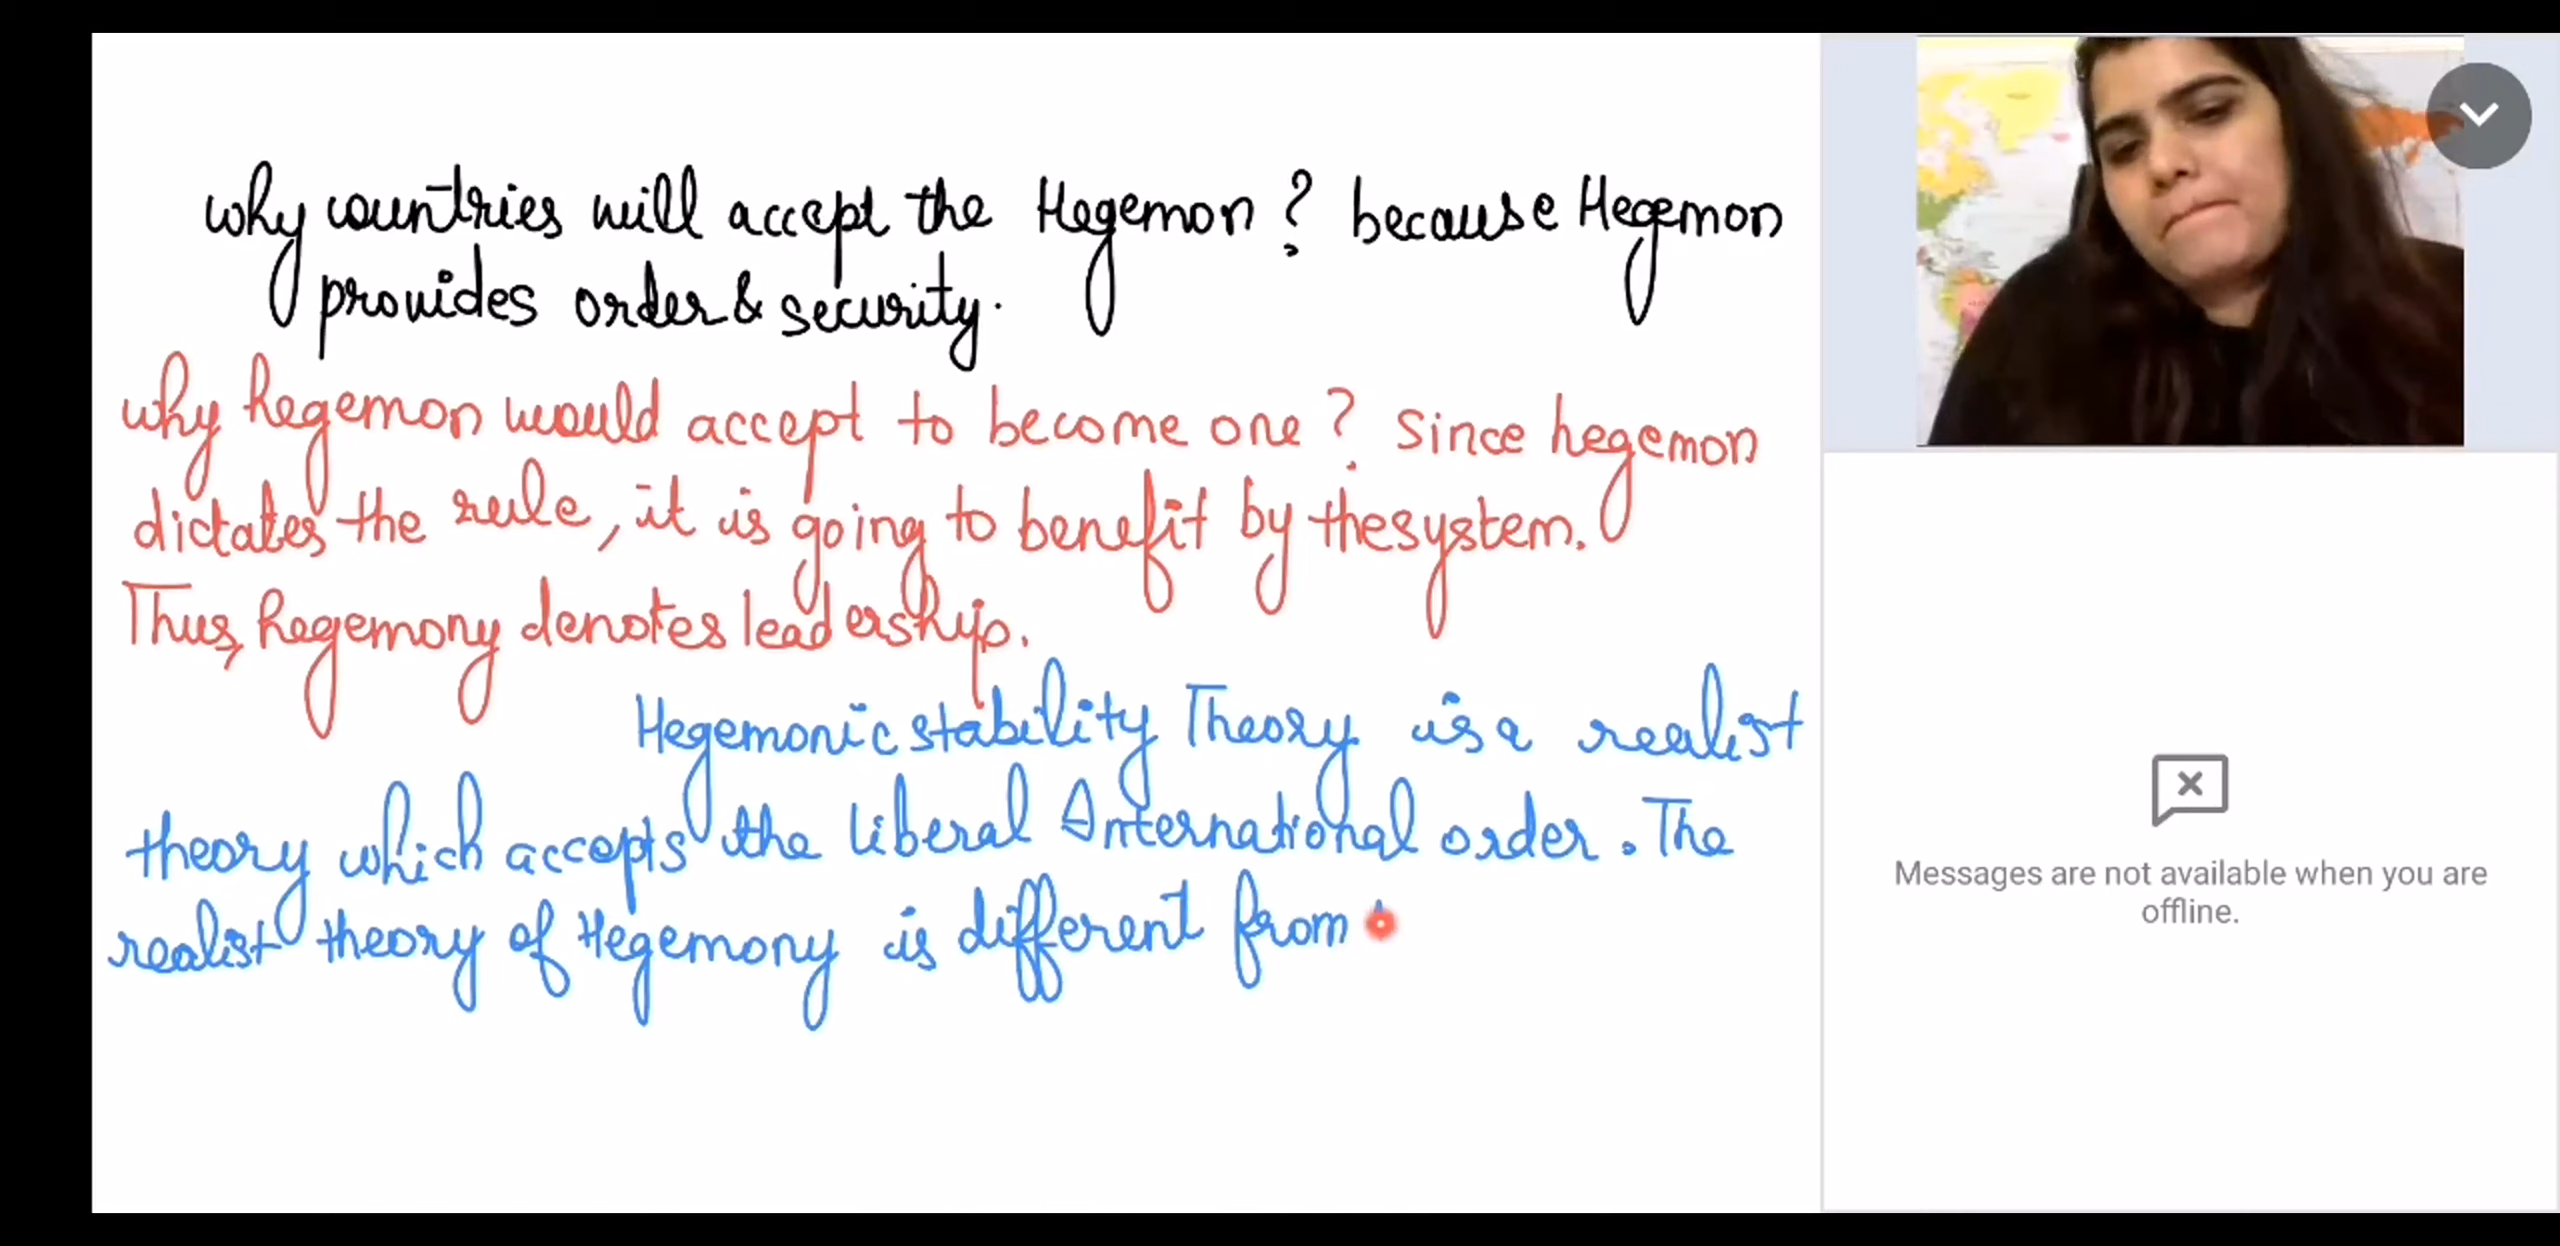 why countries will accept the Hegemon? because Hegemon
provides order & security.
why hegemon would accept to become one? since hegemon
dictates the rule, it is going to benefit by thesystem.
Thus, hegemony denotes leadership.
Hegemonic stability Theory is a realist
theory which accepts the liberal International order. The
realist theory of Hegemony is different from
Messages are not available when you are
offline.